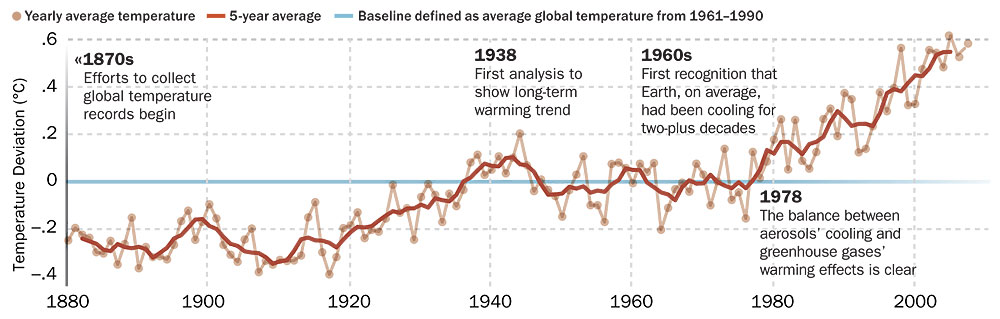 Yearly average temperature 5-year average Baseline defined as average global temperature from 1961–1990
Temperature Deviation (°C)
.6
.4
.2
0
–.2
–.4
«1870s
Efforts to collect
global temperature
records begin
1938
First analysis to
show long-term
warming trend
1960s
First recognition that
Earth, on average,
had been cooling for
two-plus decades
1978
The balance between
aerosols’ cooling and
greenhouse gases’
warming effects is clear
1880 1900 1920 1940 1960 1980 2000